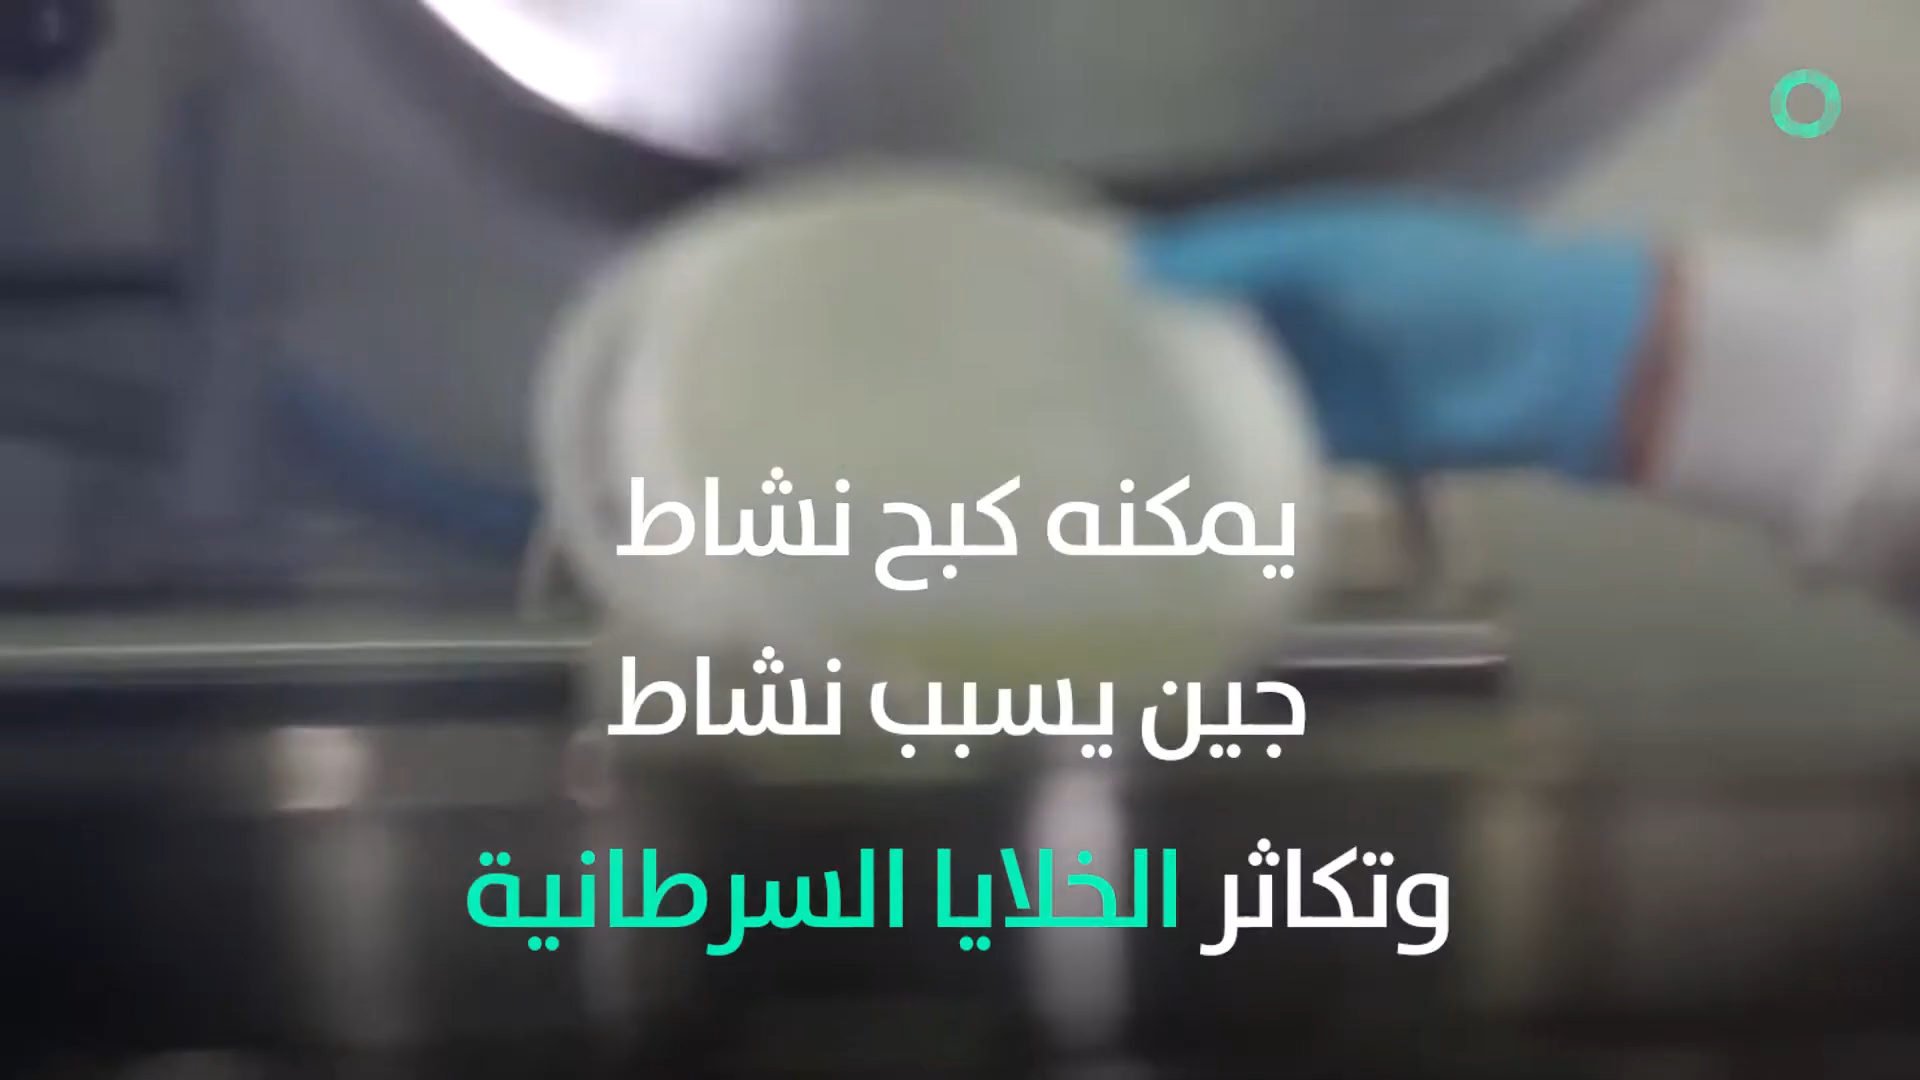 يمكنه كبح نشاط
جين يسبب نشاط
وتكاثر الخلايا السرطانية